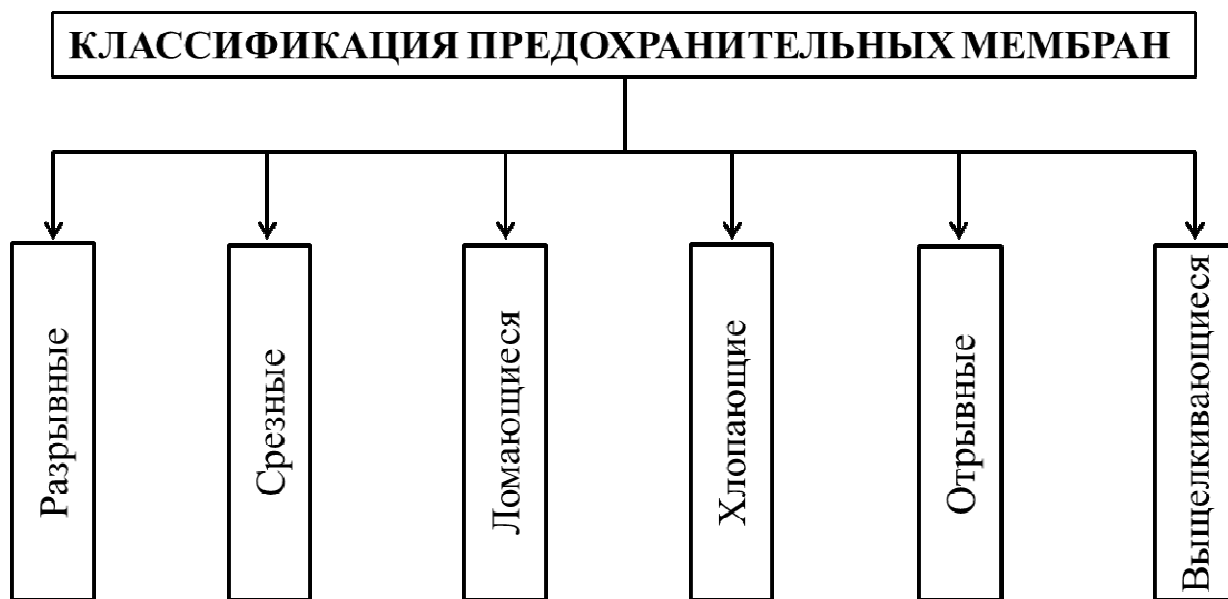 КЛАССИФИКАЦИЯ ПРЕДОХРАНИТЕЛЬНЫХ МЕМБРАН
Разрывные
Срезные
Ломающиеся
Хлопающие
Отрывные
Выщелкивающиеся